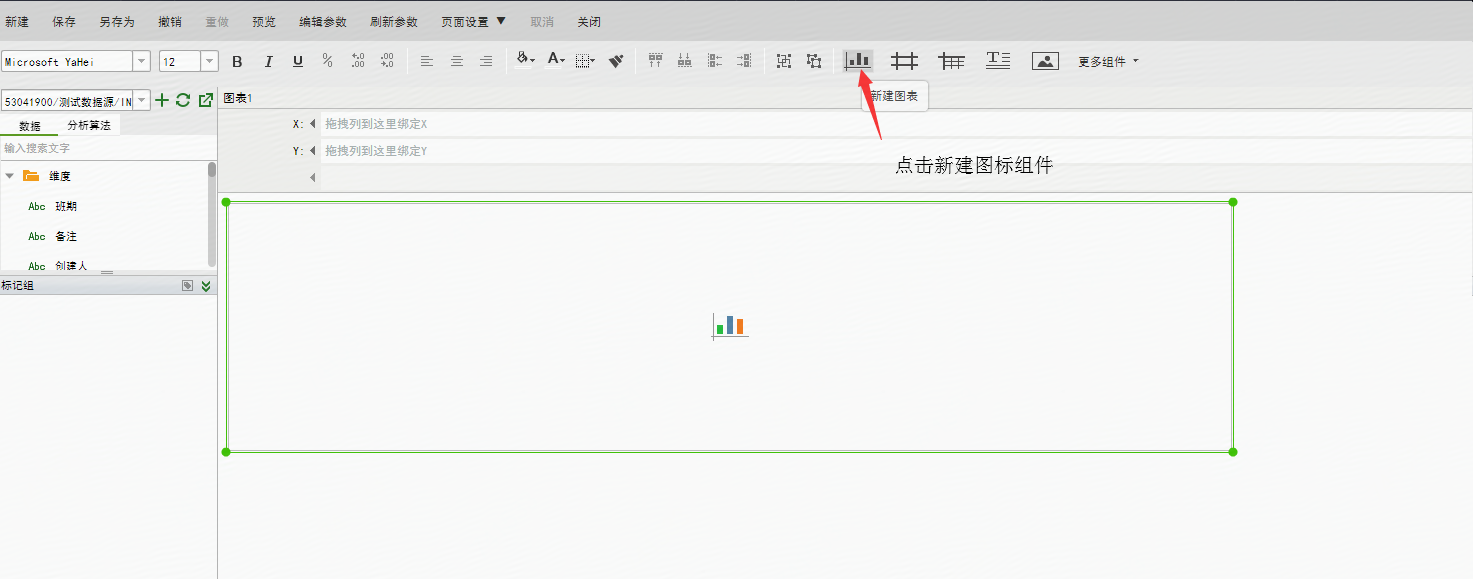 新建 保存 另存为 撤销 重做 预览 编辑参数 刷新参数 页面设置 ▼ 取消 关闭
Microsoft YaHei 12 B I U % +.0 .00 .00 +.0 A T 更多组件
53041900/测试数据源/IN 图表1 新建图表
数据 分析算法 X: 拖拽列到这里绑定X
输入搜索文字 Y: 拖拽列到这里绑定Y
点击新建图标组件
维度
Abc 班期
Abc 备注
Abc 创建人
标记组